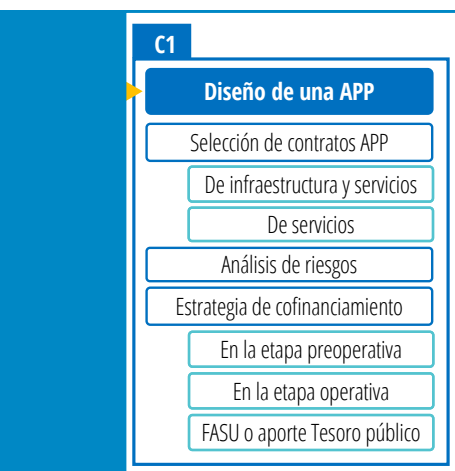 C1
Diseño de una APP
Selección de contratos APP
De infraestructura y servicios
De servicios
Análisis de riesgos
Estrategia de cofinanciamiento
En la etapa preoperativa
En la etapa operativa
FASU o aporte Tesoro público